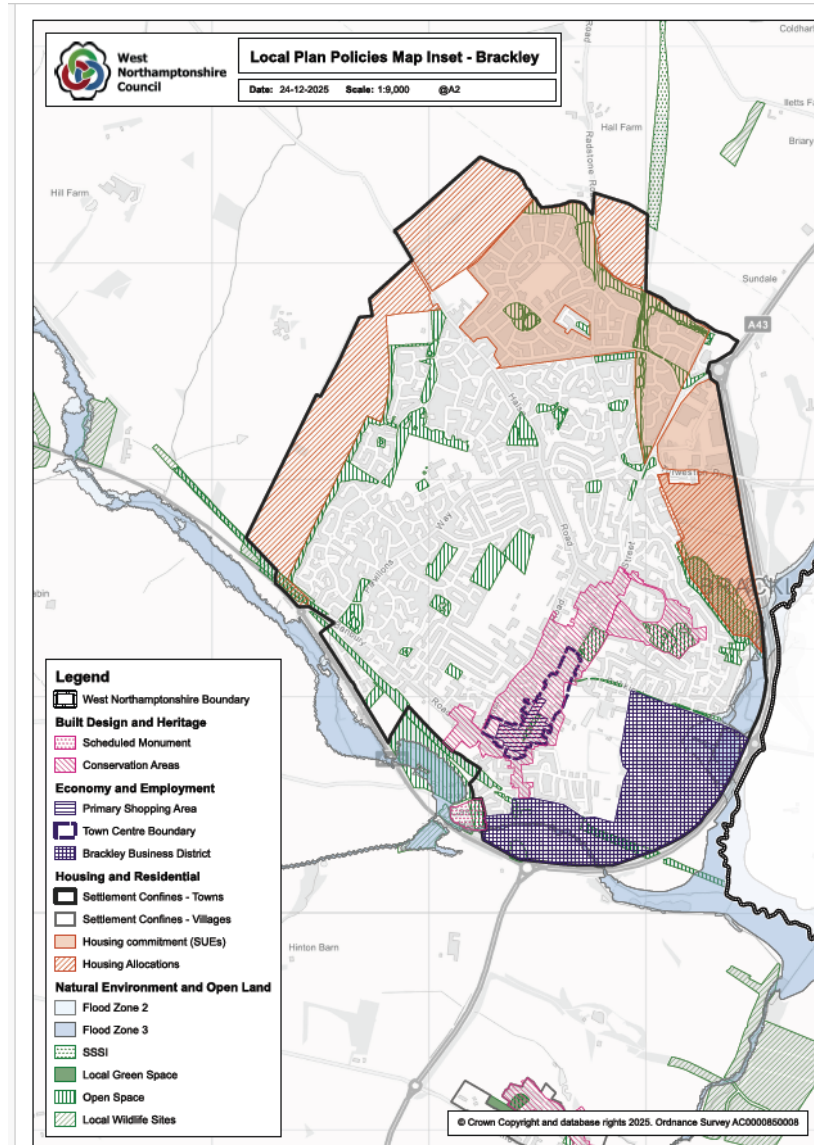 West
Northamptonshire
Council
Local Plan Policies Map Inset - Brackley
Date: 24-12-2025 Scale: 1:9,000 @A2
Road
Hall Farm
Radstone
Hill Farm
Sundale
A43
Road
Way
Street
Road
Legend
West Northamptonshire Boundary
Built Design and Heritage
Scheduled Monument
Conservation Areas
Economy and Employment
Primary Shopping Area
Town Centre Boundary
Brackley Business District
Housing and Residential
Settlement Confines - Towns
Settlement Confines - Villages
Housing commitment (SUEs)
Housing Allocations
Natural Environment and Open Land
Flood Zone 2
Flood Zone 3
SSSI
Local Green Space
Open Space
Local Wildlife Sites
Hinton Barn
© Crown Copyright and database rights 2025. Ordnance Survey AC0000850008